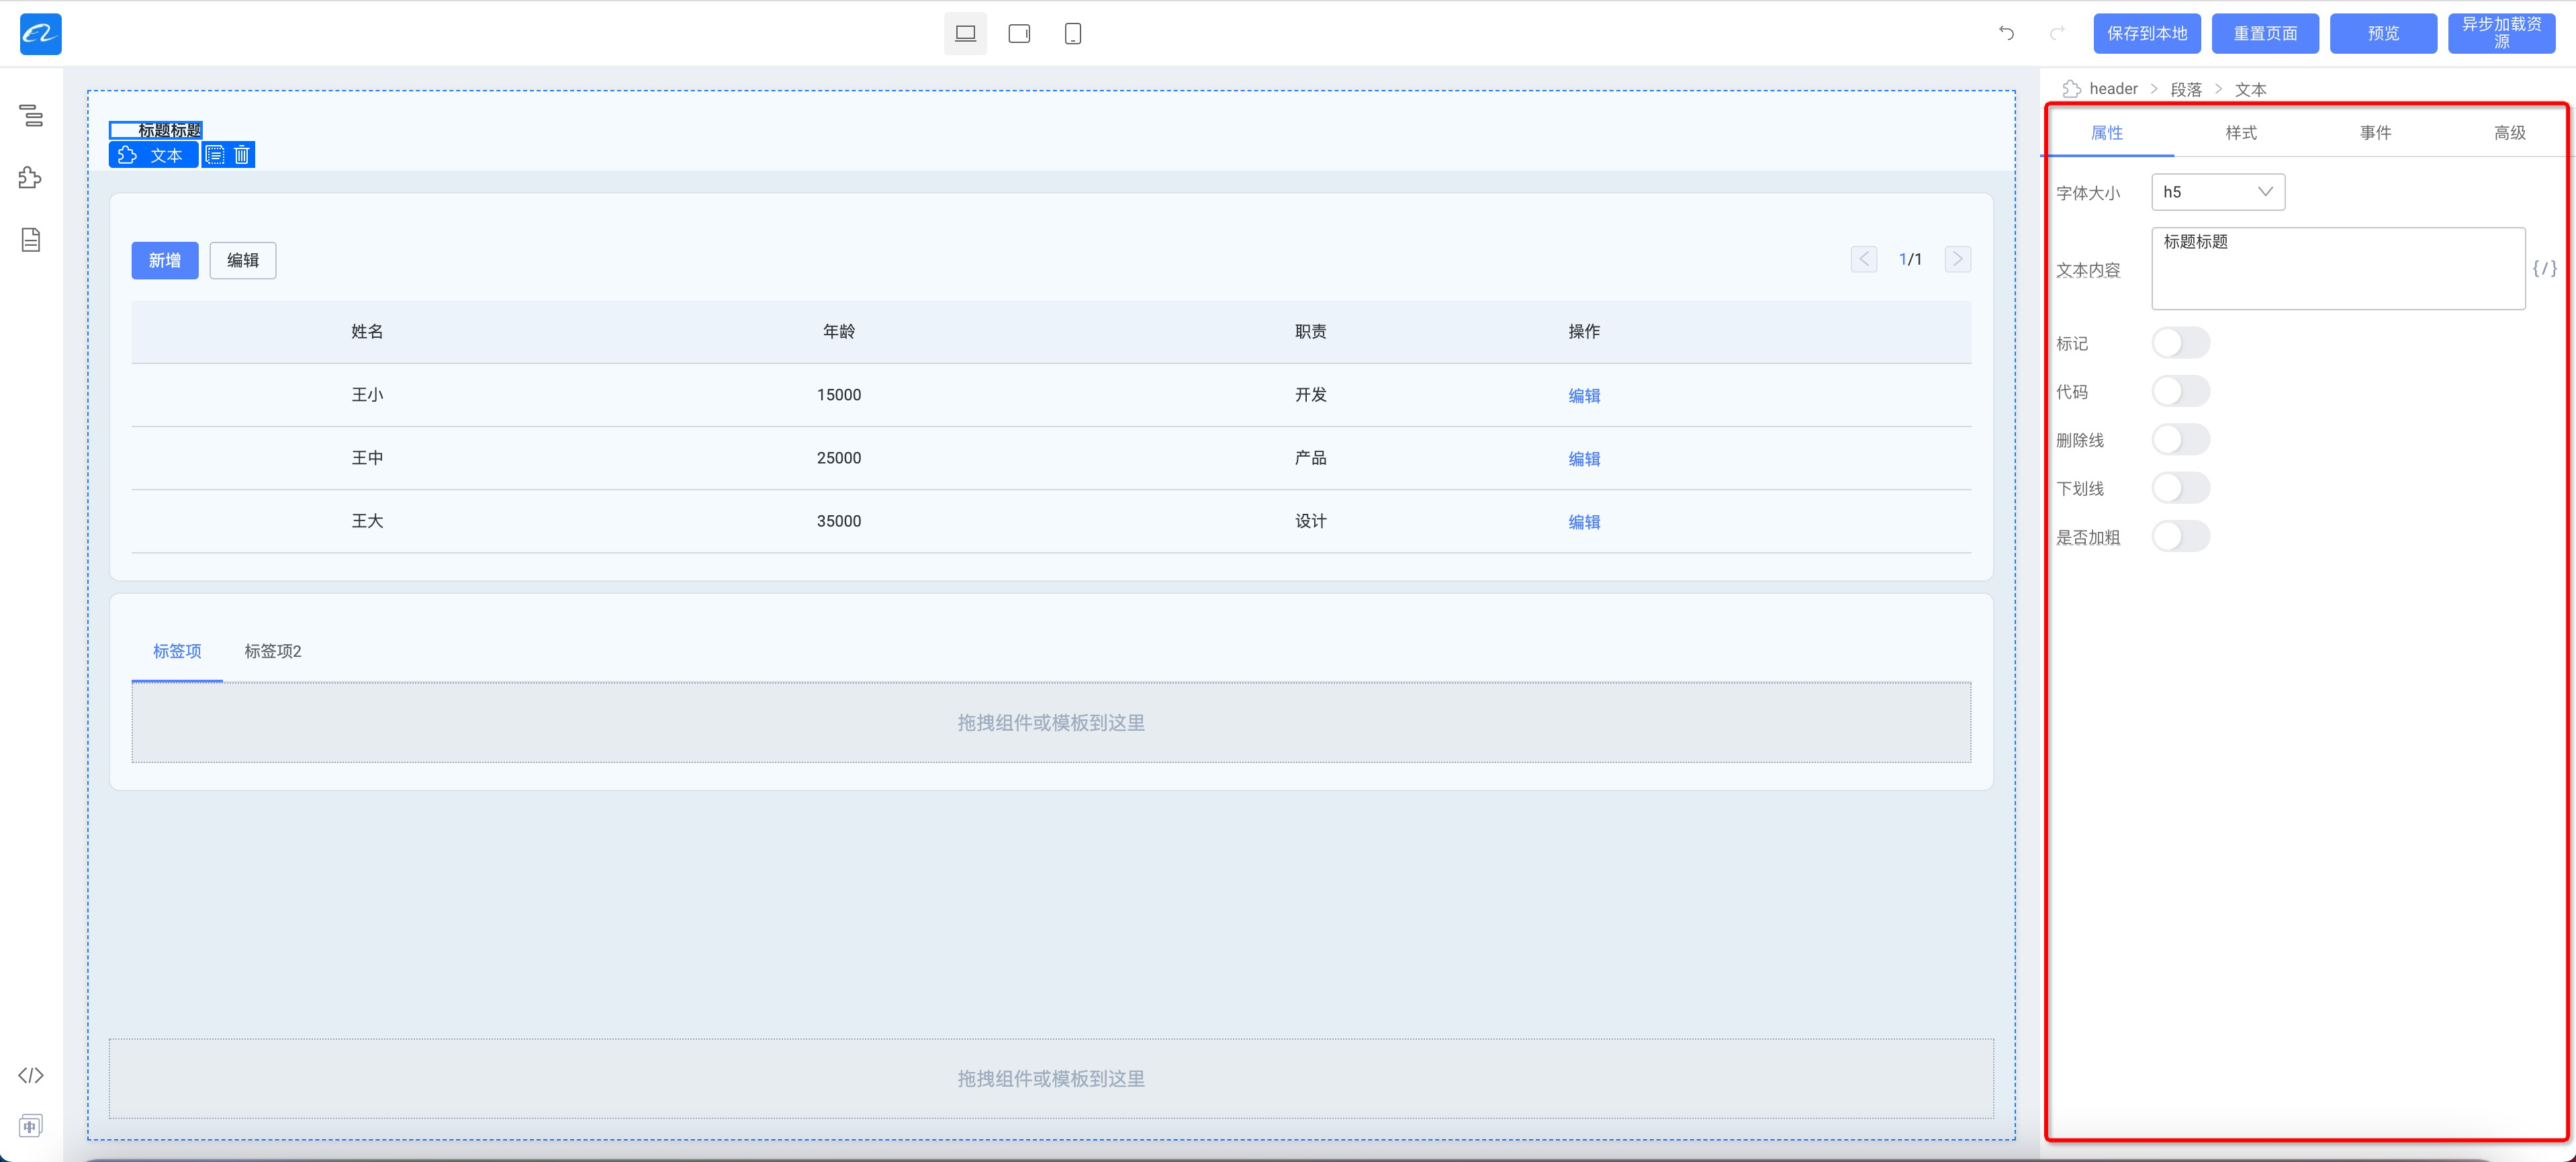 保存到本地 重置页面 预览 异步加载资
源
header > 段落 > 文本
标题标题
文本
新增 编辑 1/1
姓名 年龄 职责 操作
王小 15000 开发 编辑
王中 25000 产品 编辑
王大 35000 设计 编辑
标签项 标签项2
拖拽组件或模板到这里
拖拽组件或模板到这里
</>
中
属性 样式 事件 高级
字体大小 h5
文本内容 标题标题 {/}
标记
代码
删除线
下划线
是否加粗